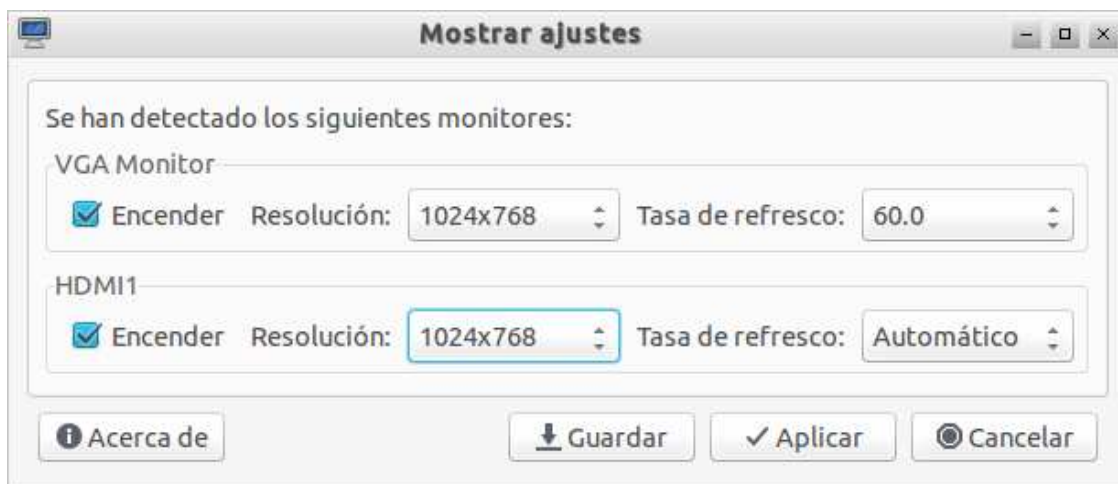 Mostrar ajustes
Se han detectado los siguientes monitores:
VGA Monitor
Encender Resolución: 1024x768 Tasa de refresco: 60.0
HDMI1
Encender Resolución: 1024x768 Tasa de refresco: Automático
Acerca de Guardar Aplicar Cancelar